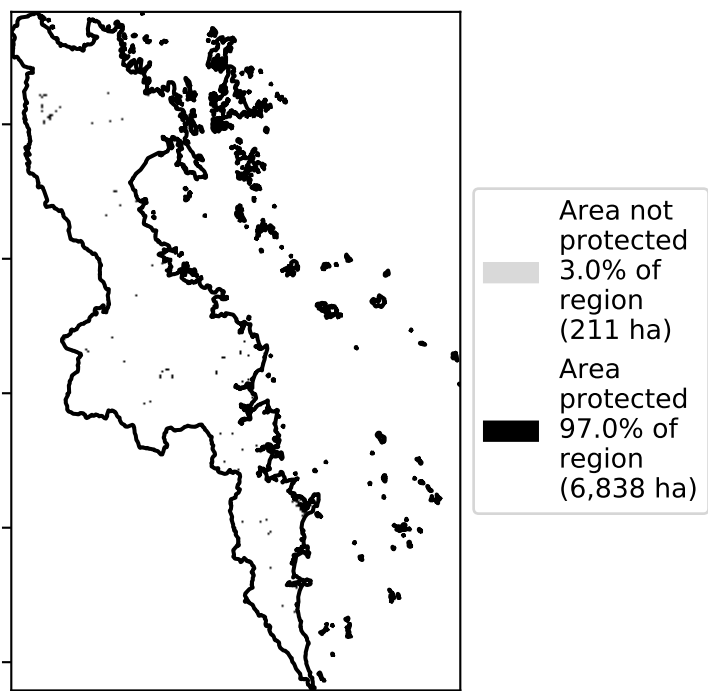 Area not
protected
3.0% of
region
(211 ha)
Area
protected
97.0% of
region
(6,838 ha)